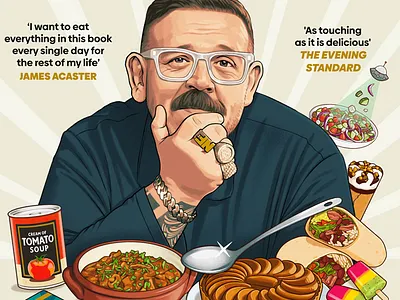 'I want to eat
everything in this book
every single day for
the rest of my life'
JAMES ACASTER
'As touching
as it is delicious'
THE EVENING
STANDARD
CREAM OF
TOMATO
SOUP